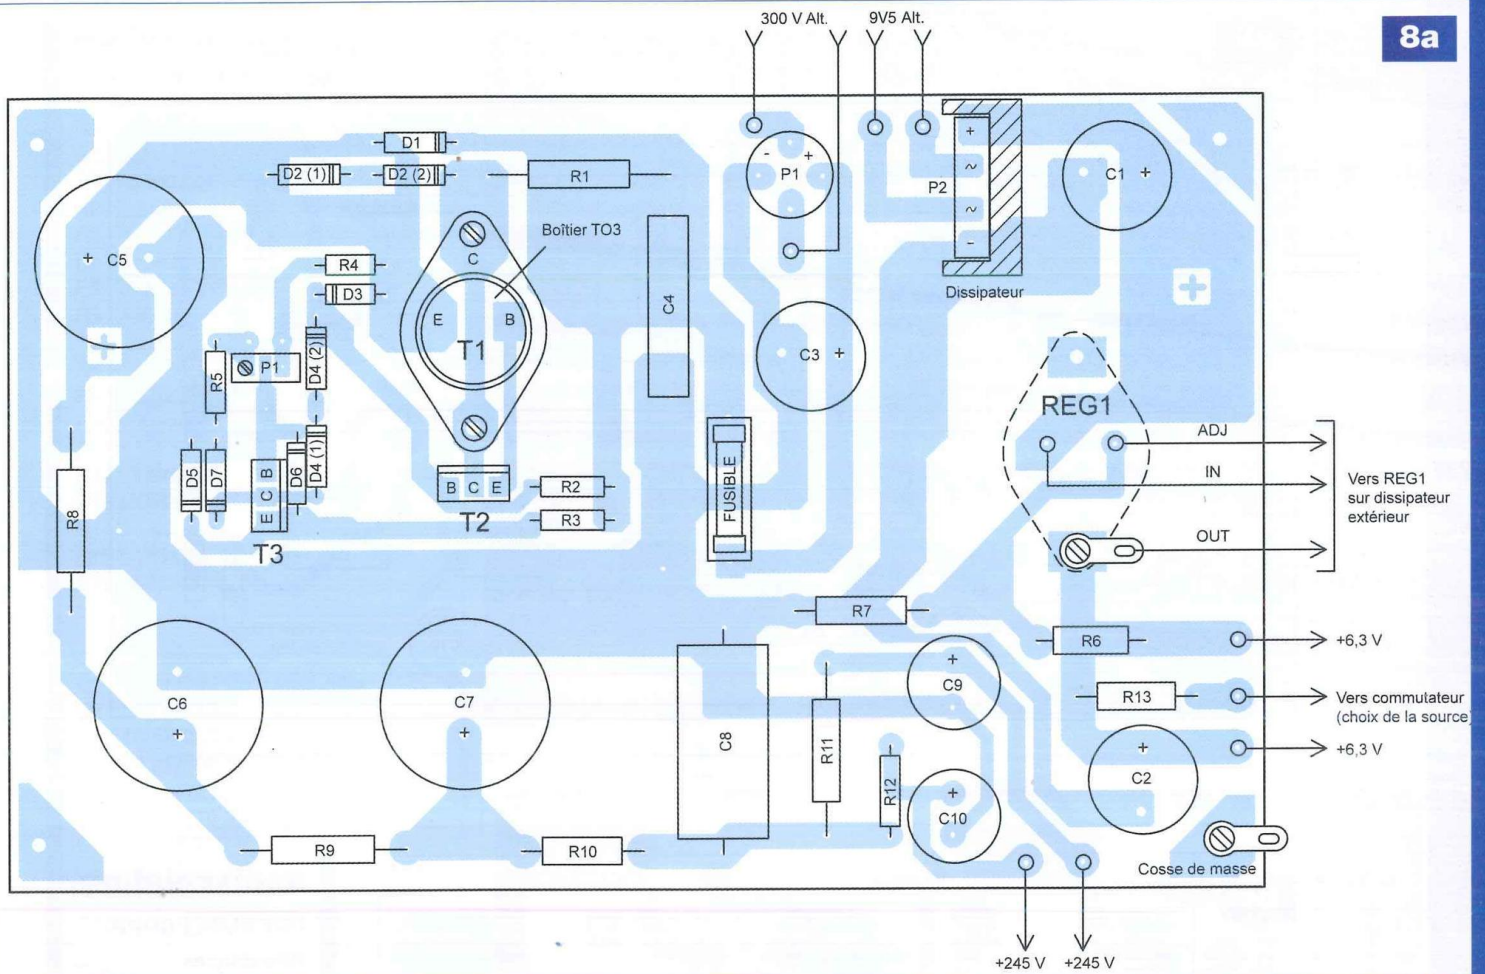 300 V Alt.
9V5 Alt.
8a
D1
D2 (1)
D2 (2)
R1
- +
P1
+
~
~
-
P2
C1 +
Boîtier TO3
+ C5
R4
D3
C
E
B
T1
C4
Dissipateur
C3 +
R5
P1
D4 (2)
REG1
ADJ
IN
OUT
Vers REG1
sur dissipateur
extérieur
D5
D7
E C B
D6
D4 (1)
T3
B C E
T2
R2
R3
FUSIBLE
R8
R7
R6
+6,3 V
C6
+
C7
+
C8
R11
+
C9
R13
Vers commutateur
(choix de la source)
+6,3 V
+
C2
R12
+
C10
R9
R10
Cosse de masse
+245 V
+245 V